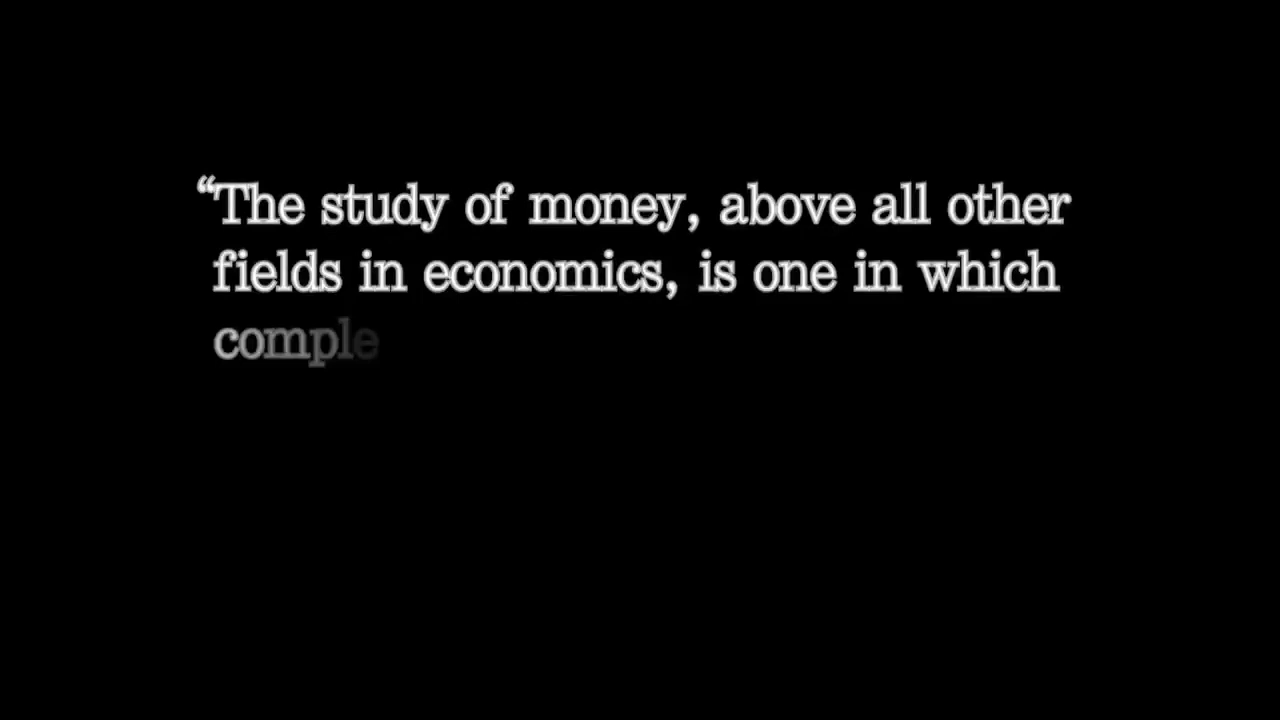 “The study of money, above all other
fields in economics, is one in which
comple